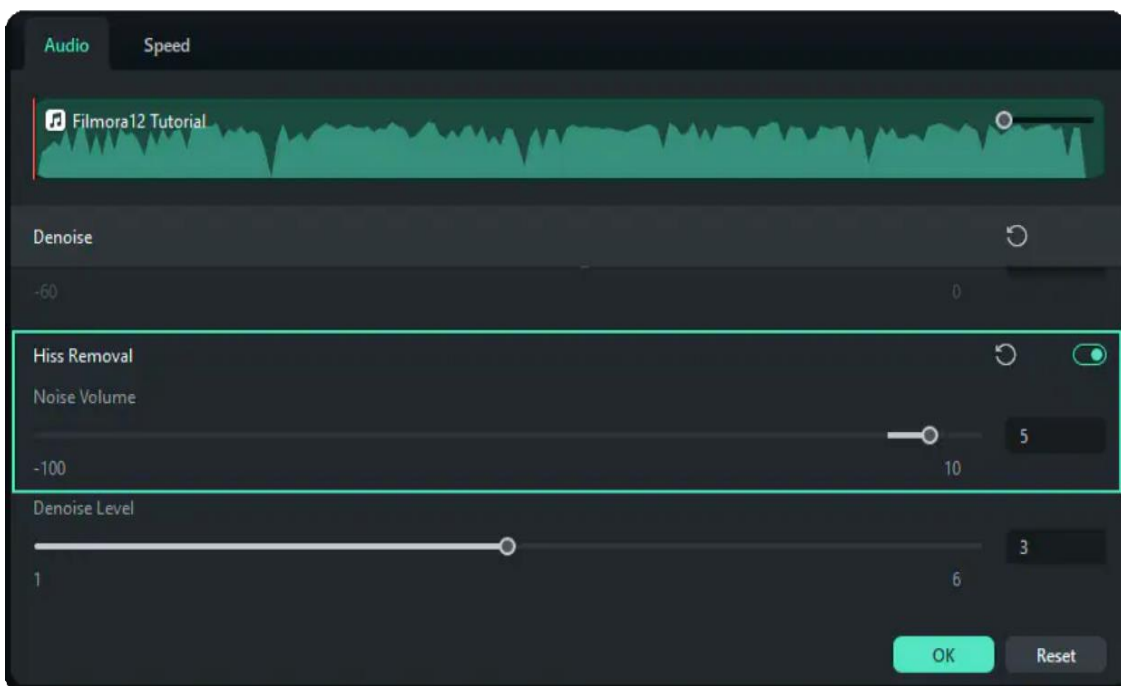 Audio Speed
Filmora12 Tutorial
Denoise
-60 0
Hiss Removal
Noise Volume
5
-100 10
Denoise Level
3
1 6
OK Reset